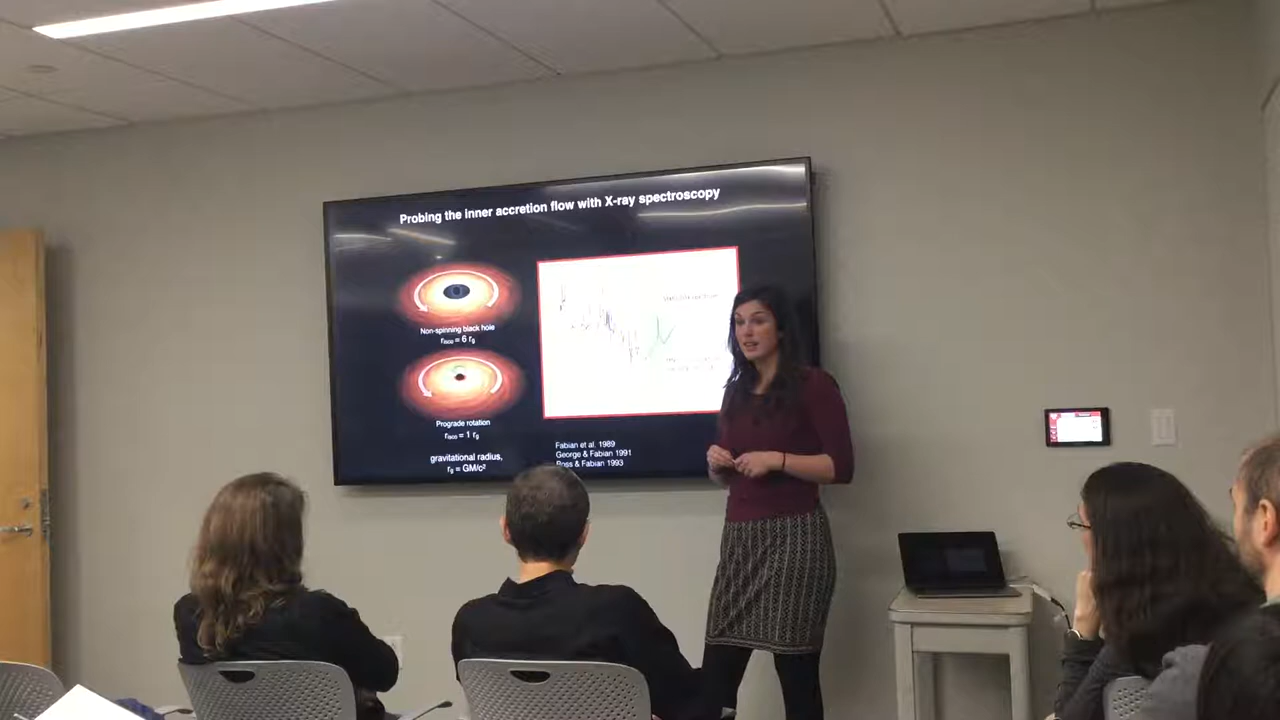 Probing the inner accretion flow with X-ray spectroscopy
Non-spinning black hole
r_ISCO = 6 r_g
Prograde rotation
r_ISCO = 1 r_g
gravitational radius,
r_g = GM/c²
Fabian et al. 1989
George & Fabian 1991
Ross & Fabian 1993